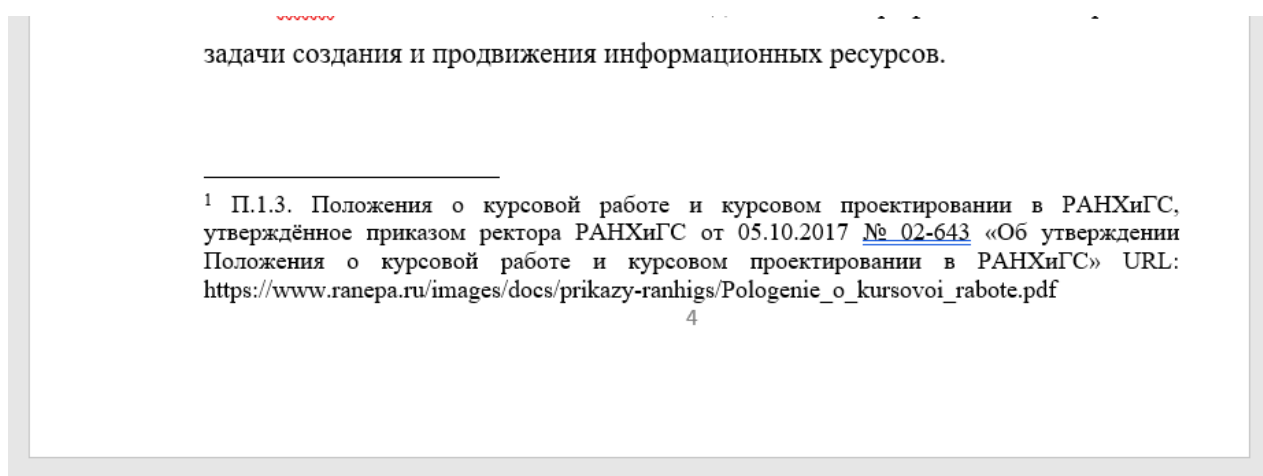 задачи создания и продвижения информационных ресурсов.
1 П.1.3. Положения о курсовой работе и курсовом проектировании в РАНХиГС,
утверждённое приказом ректора РАНХиГС от 05.10.2017 № 02-643 «Об утверждении
Положения о курсовой работе и курсовом проектировании в РАНХиГС» URL:
https://www.ranepa.ru/images/docs/prikazy-ranhigs/Pologenie_o_kursovoi_rabote.pdf
4